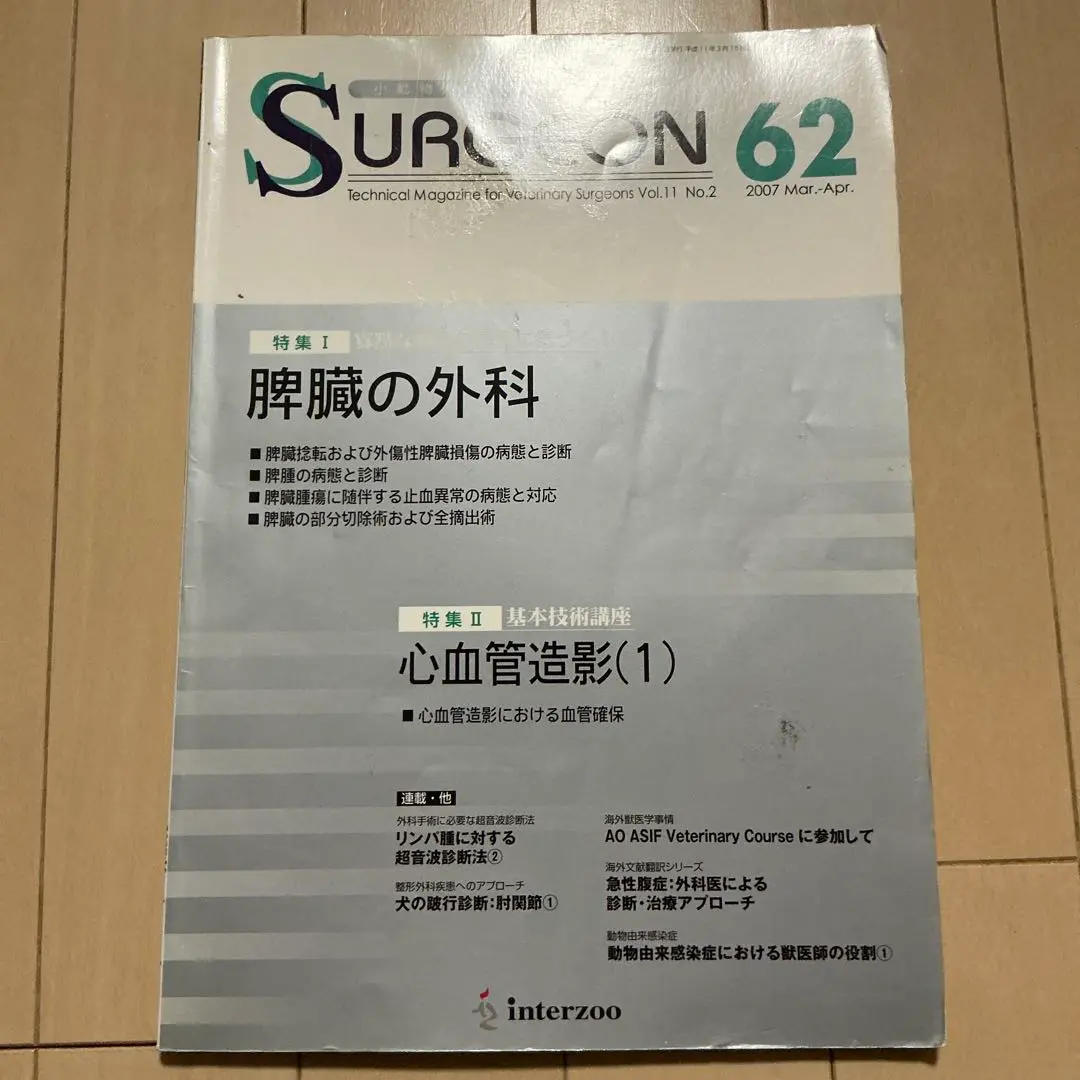 小動物
SURGEON 62
Technical Magazine for Veterinary Surgeons Vol.11 No.2
2007 Mar.-Apr.
特集 I
脾臓の外科
■ 脾臓捻転および外傷性脾臓損傷の病態と診断
■ 脾腫の病態と診断
■ 脾臓腫瘍に随伴する止血異常の病態と対応
■ 脾臓の部分切除術および全摘出術
特集 II 基本技術講座
心血管造影(1)
■ 心血管造影における血管確保
連載・他
外科手術に必要な超音波診断法
リンパ腫に対する
超音波診断法②
整形外科疾患へのアプローチ
犬の跛行診断:肘関節①
海外獣医学事情
AO ASIF Veterinary Course に参加して
海外文献翻訳シリーズ
急性腹症:外科医による
診断・治療アプローチ
動物由来感染症
動物由来感染症における獣医師の役割①
interzoo